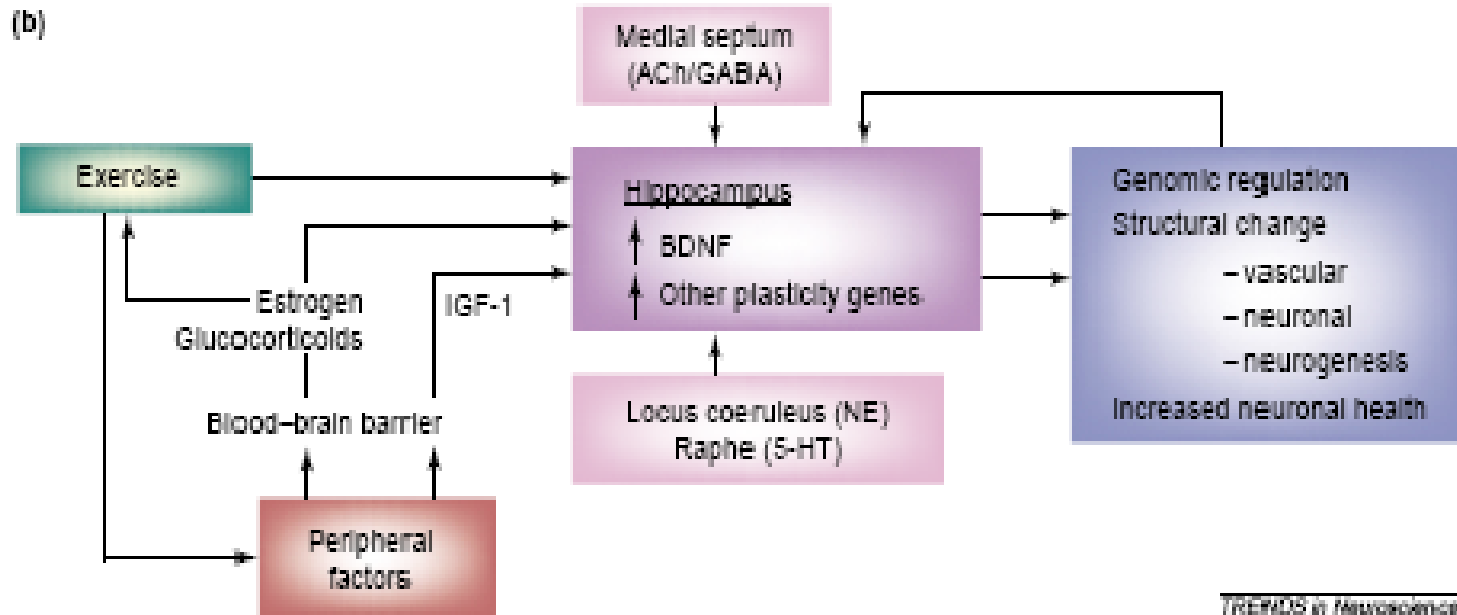 (b)
Medial septum
(ACh/GABA)
Exercise
Hippocampus
BDNF
Other plasticity genes
Genomic regulation
Structural change
– vascular
– neuronal
– neurogenesis
Increased neuronal health
Estrogen
Glucocorticoids
IGF-1
Blood–brain barrier
Locus coeruleus (NE)
Raphe (5-HT)
Peripheral
factors
TRENDS in Neurosciences